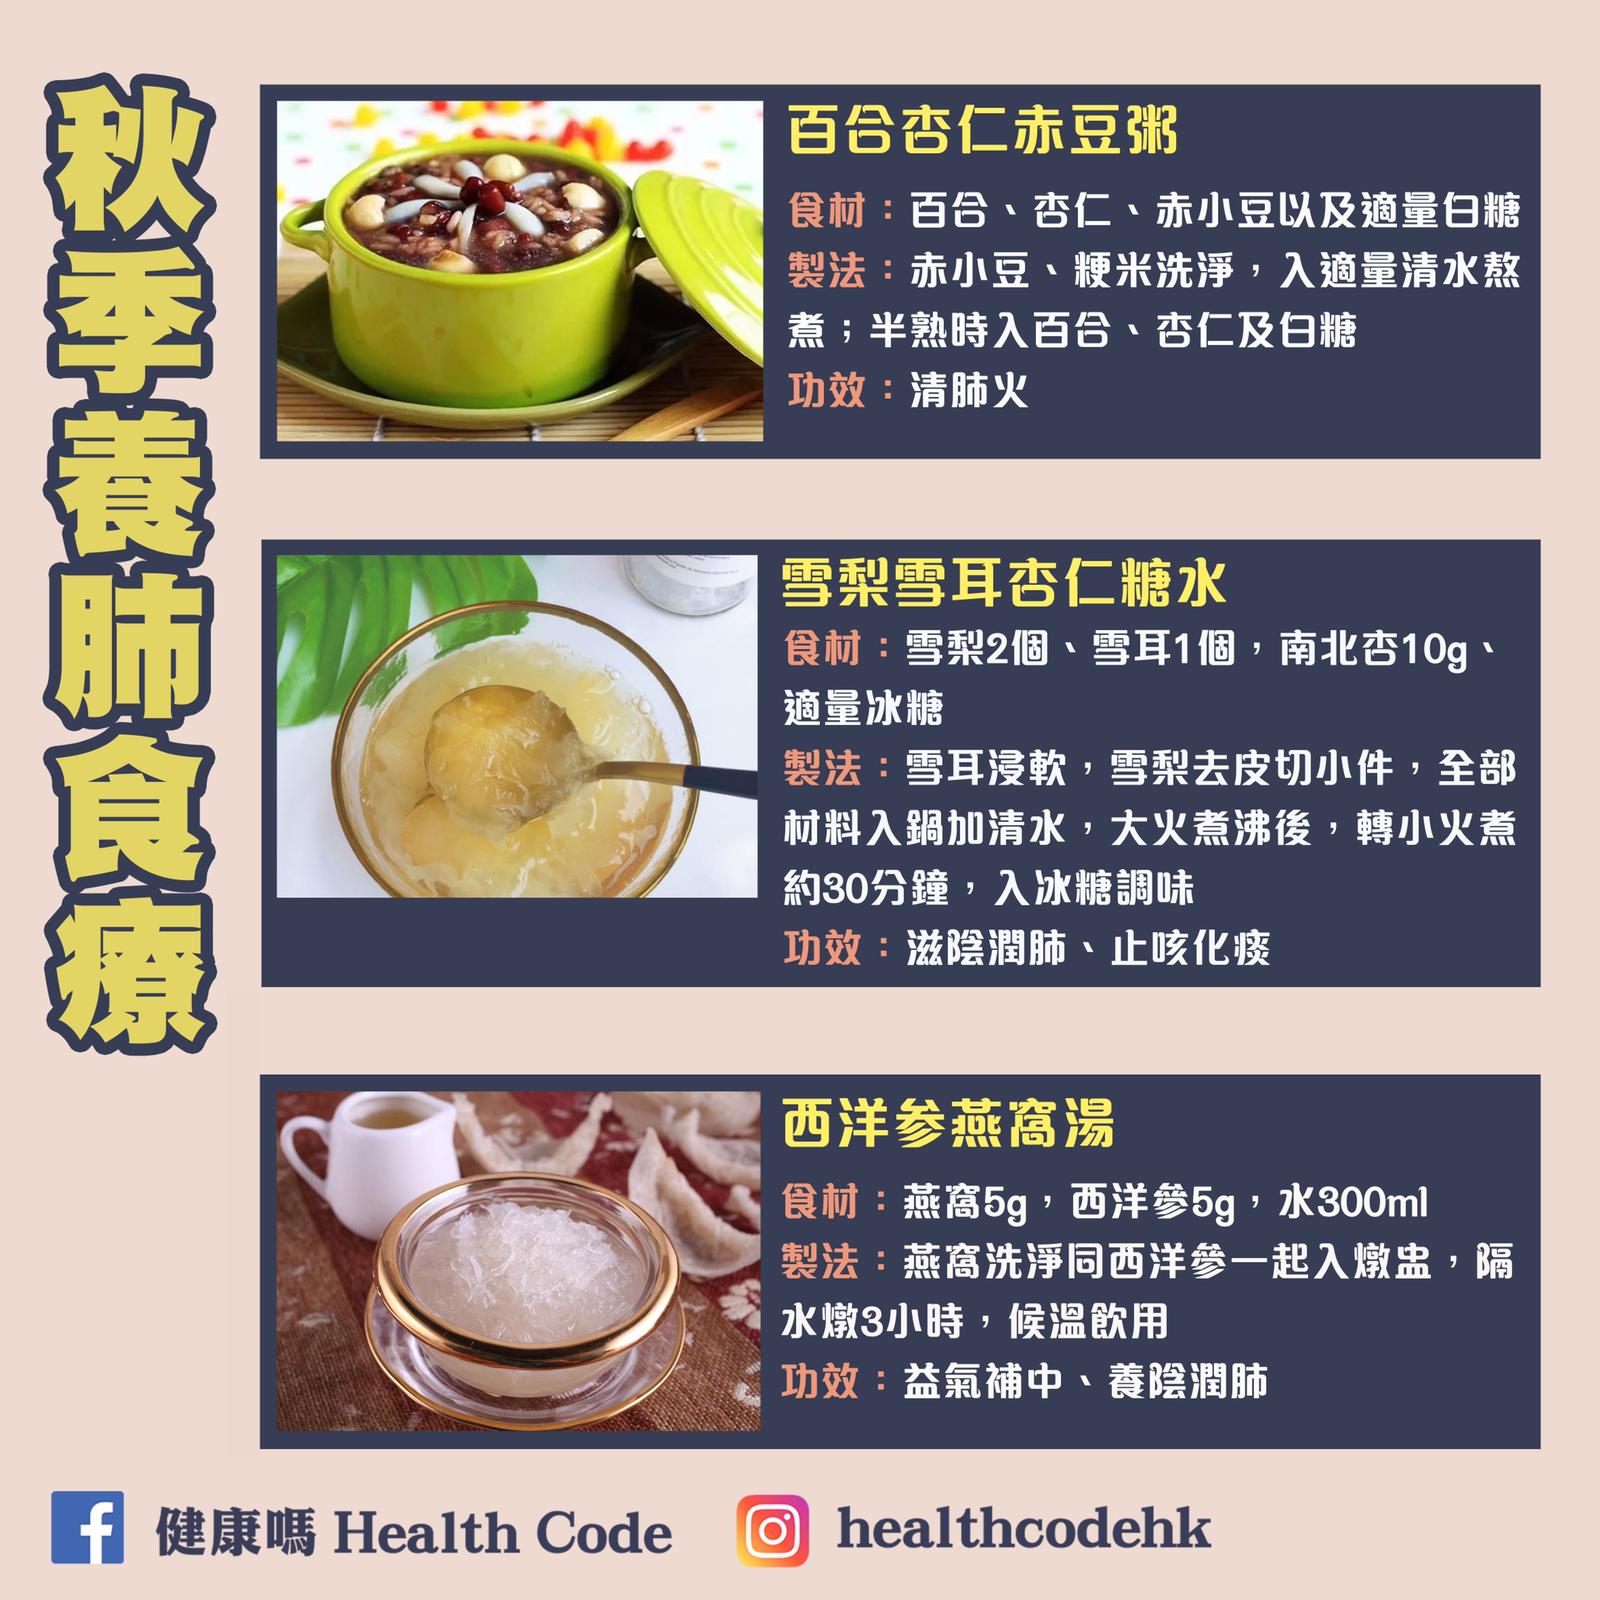 秋季養肺食療
百合杏仁赤豆粥
食材：百合、杏仁、赤小豆以及適量白糖
製法：赤小豆、粳米洗淨，入適量清水熬
煮；半熟時入百合、杏仁及白糖
功效：清肺火
雪梨雪耳杏仁糖水
食材：雪梨2個、雪耳1個，南北杏10g、
適量冰糖
製法：雪耳浸軟，雪梨去皮切小件，全部
材料入鍋加清水，大火煮沸後，轉小火煮
約30分鐘，入冰糖調味
功效：滋陰潤肺、止咳化痰
西洋參燕窩湯
食材：燕窩5g，西洋參5g，水300ml
製法：燕窩洗淨同西洋參一起入燉盅，隔
水燉3小時，候溫飲用
功效：益氣補中、養陰潤肺
健康嗎 Health Code
healthcodehk